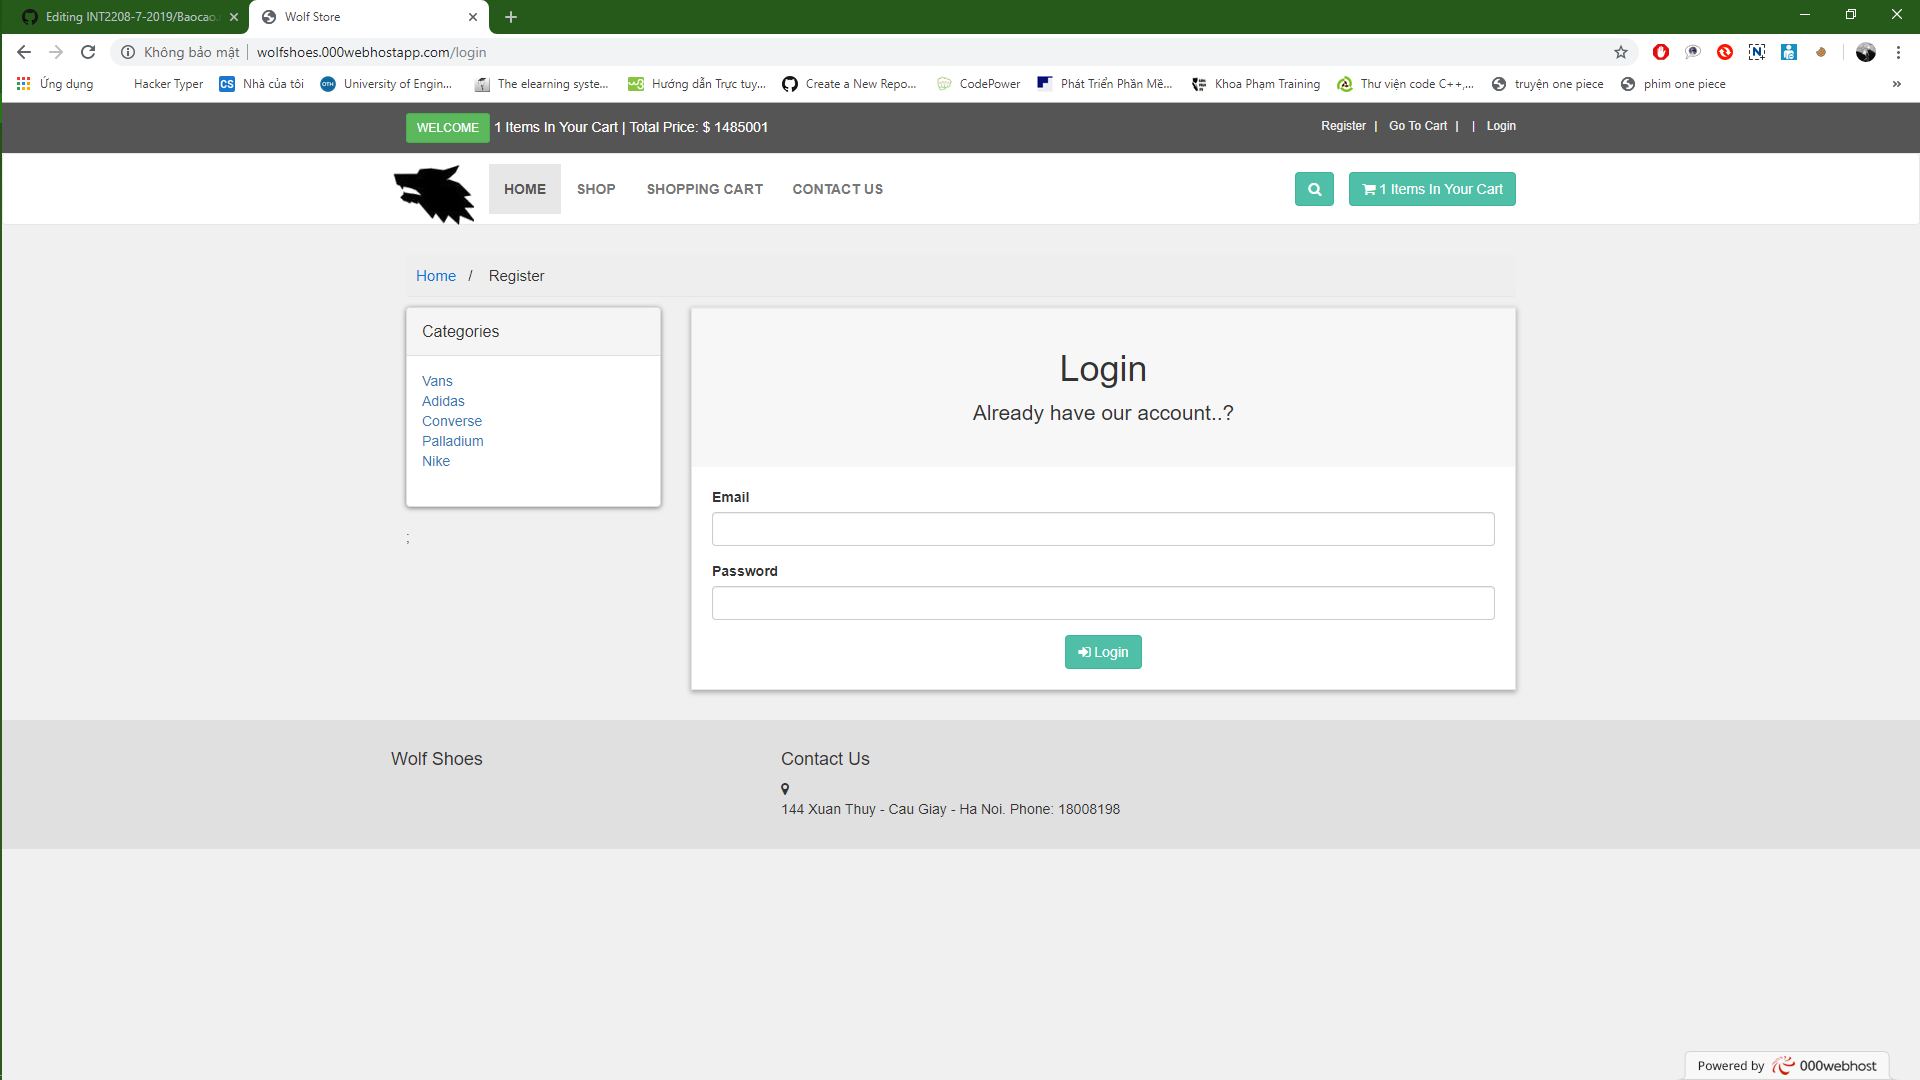 Editing INT2208-7-2019/Baocao.
Wolf Store
Không bảo mật
wolfshoes.000webhostapp.com/login
Ứng dụng
Hacker Typer
CS
Nhà của tôi
University of Engin...
The elearning syste...
Hướng dẫn Trực tuy...
Create a New Repo...
CodePower
Phát Triển Phần Mề...
Khoa Phạm Training
Thư viện code C++,...
truyện one piece
phim one piece
»
WELCOME 1 Items In Your Cart | Total Price: $ 1485001
Register | Go To Cart | | Login
HOME
SHOP
SHOPPING CART
CONTACT US
1 Items In Your Cart
Home / Register
Categories
Vans
Adidas
Converse
Palladium
Nike
;
Login
Already have our account..?
Email
Password
Login
Wolf Shoes
Contact Us
144 Xuan Thuy - Cau Giay - Ha Noi. Phone: 18008198
Powered by 000webhost